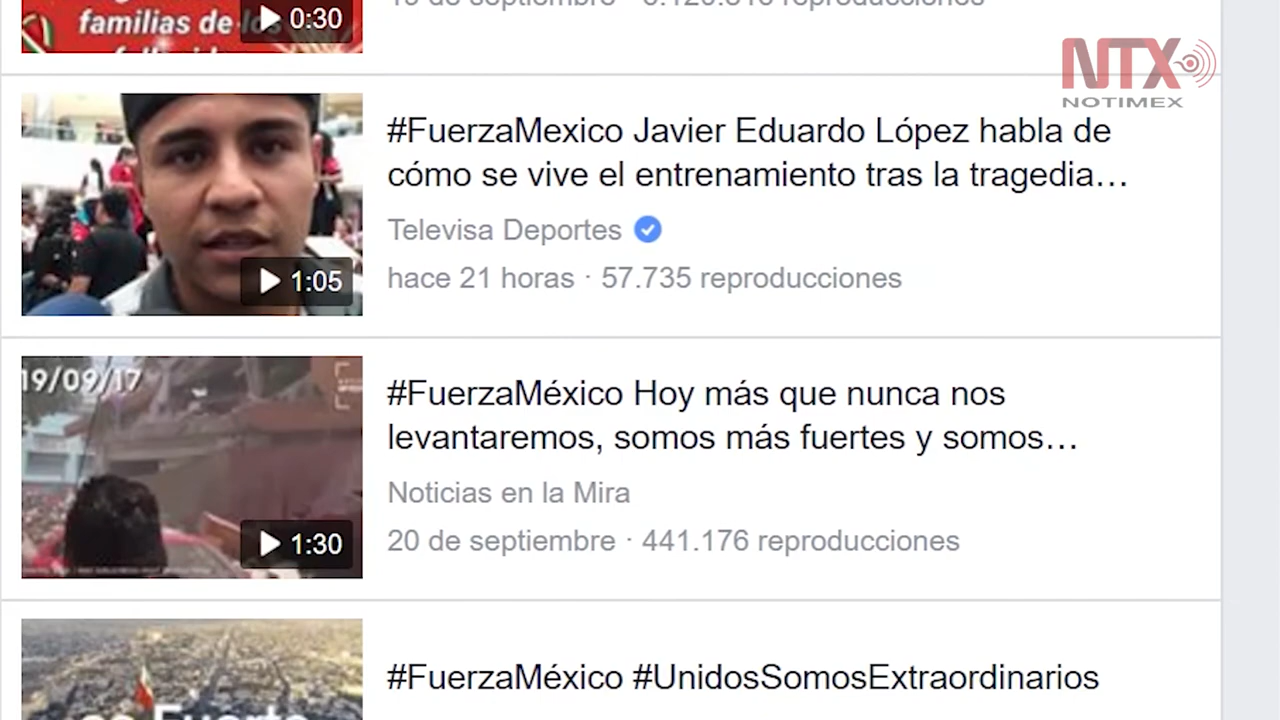 familias de los
0:30
NTX
NOTIMEX
#FuerzaMexico Javier Eduardo López habla de
cómo se vive el entrenamiento tras la tragedia…
Televisa Deportes
hace 21 horas · 57.735 reproducciones
1:05
19/09/17
#FuerzaMéxico Hoy más que nunca nos
levantaremos, somos más fuertes y somos…
Noticias en la Mira
20 de septiembre · 441.176 reproducciones
1:30
#FuerzaMéxico #UnidosSomosExtraordinarios